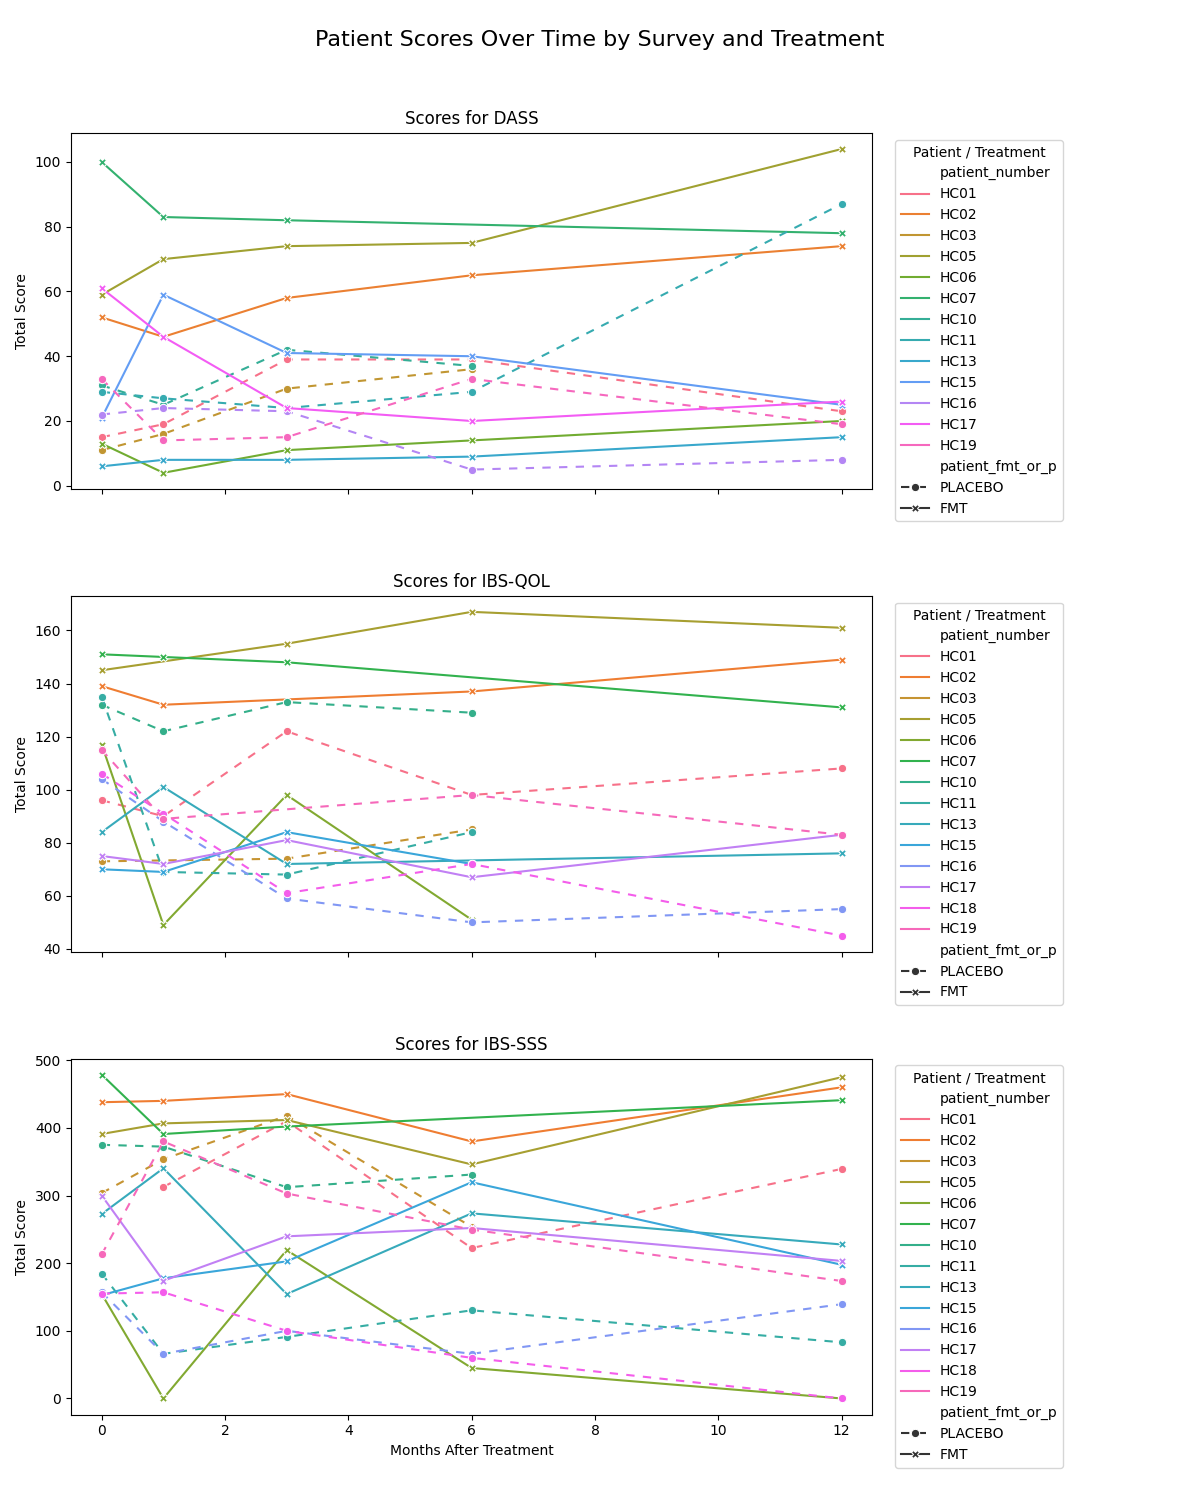 Patient Scores Over Time by Survey and Treatment
Scores for DASS
Total Score
100
80
60
40
20
0
Patient / Treatment
patient_number
HC01
HC02
HC03
HC05
HC06
HC07
HC10
HC11
HC13
HC15
HC16
HC17
HC19
patient_fmt_or_p
PLACEBO
FMT
Scores for IBS-QOL
Total Score
160
140
120
100
80
60
40
Patient / Treatment
patient_number
HC01
HC02
HC03
HC05
HC06
HC07
HC10
HC11
HC13
HC15
HC16
HC17
HC18
HC19
patient_fmt_or_p
PLACEBO
FMT
Scores for IBS-SSS
Total Score
500
400
300
200
100
0
0 2 4 6 8 10 12
Months After Treatment
Patient / Treatment
patient_number
HC01
HC02
HC03
HC05
HC06
HC07
HC10
HC11
HC13
HC15
HC16
HC17
HC18
HC19
patient_fmt_or_p
PLACEBO
FMT